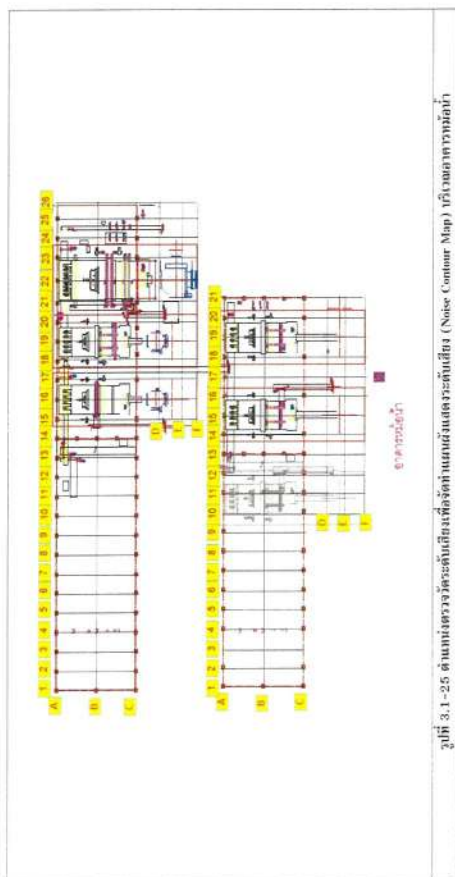 1 2 3 4 5 6 7 8 9 10 11 12 13 14 15 16 17 18 19 20 21 22 23 24 25 26
A
B
C
D
E
F
1 2 3 4 5 6 7 8 9 10 11 12 13 14 15 16 17 18 19 20 21
A
B
C
D
E
F
อาคารหม้อน้ำ
รูปที่ 3.1-25 ตำแหน่งตรวจวัดระดับเสียงเพื่อจัดทำแผนผังแสดงระดับเสียง (Noise Contour Map) บริเวณอาคารหม้อน้ำ